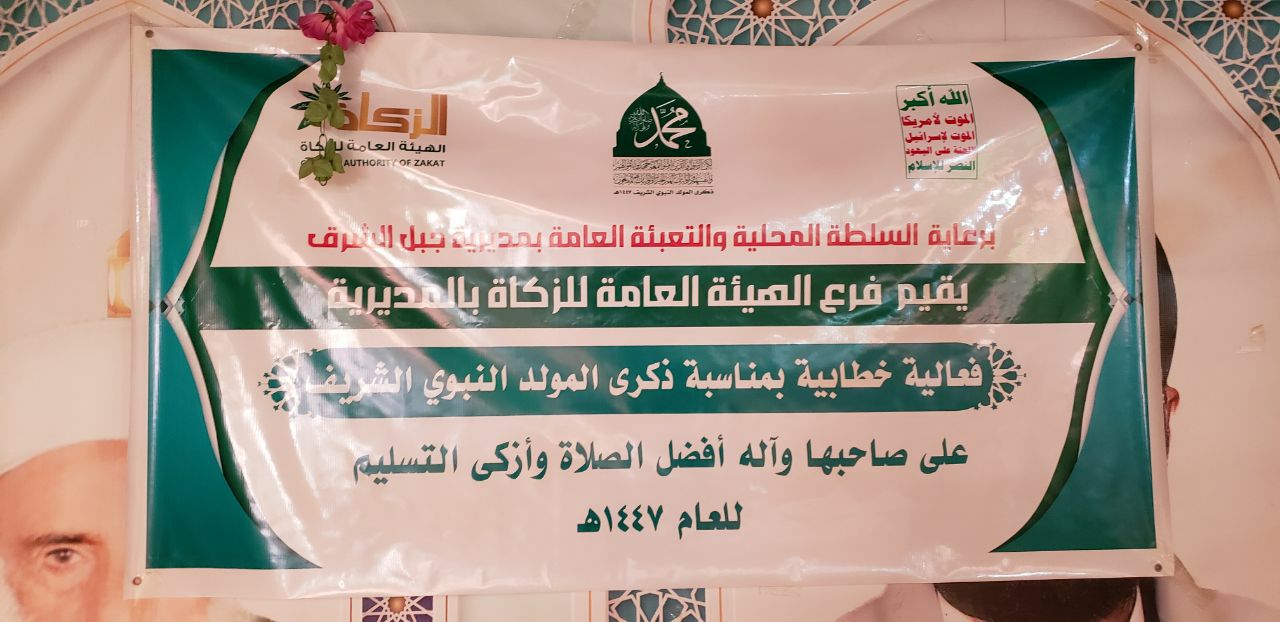 الله أكبر
الموت لأمريكا
الموت لإسرائيل
اللعنة على اليهود
النصر للإسلام
محمد
ذكرى المولد النبوي الشريف ١٤٤٧هـ
الزكاة
الهيئة العامة للزكاة
AUTHORITY OF ZAKAT
برعاية السلطة المحلية والتعبئة العامة بمديرية جبل الشرق
يقيم فرع الهيئة العامة للزكاة بالمديرية
فعالية خطابية بمناسبة ذكرى المولد النبوي الشريف
على صاحبها وآله أفضل الصلاة وأزكى التسليم
للعام ١٤٤٧هـ